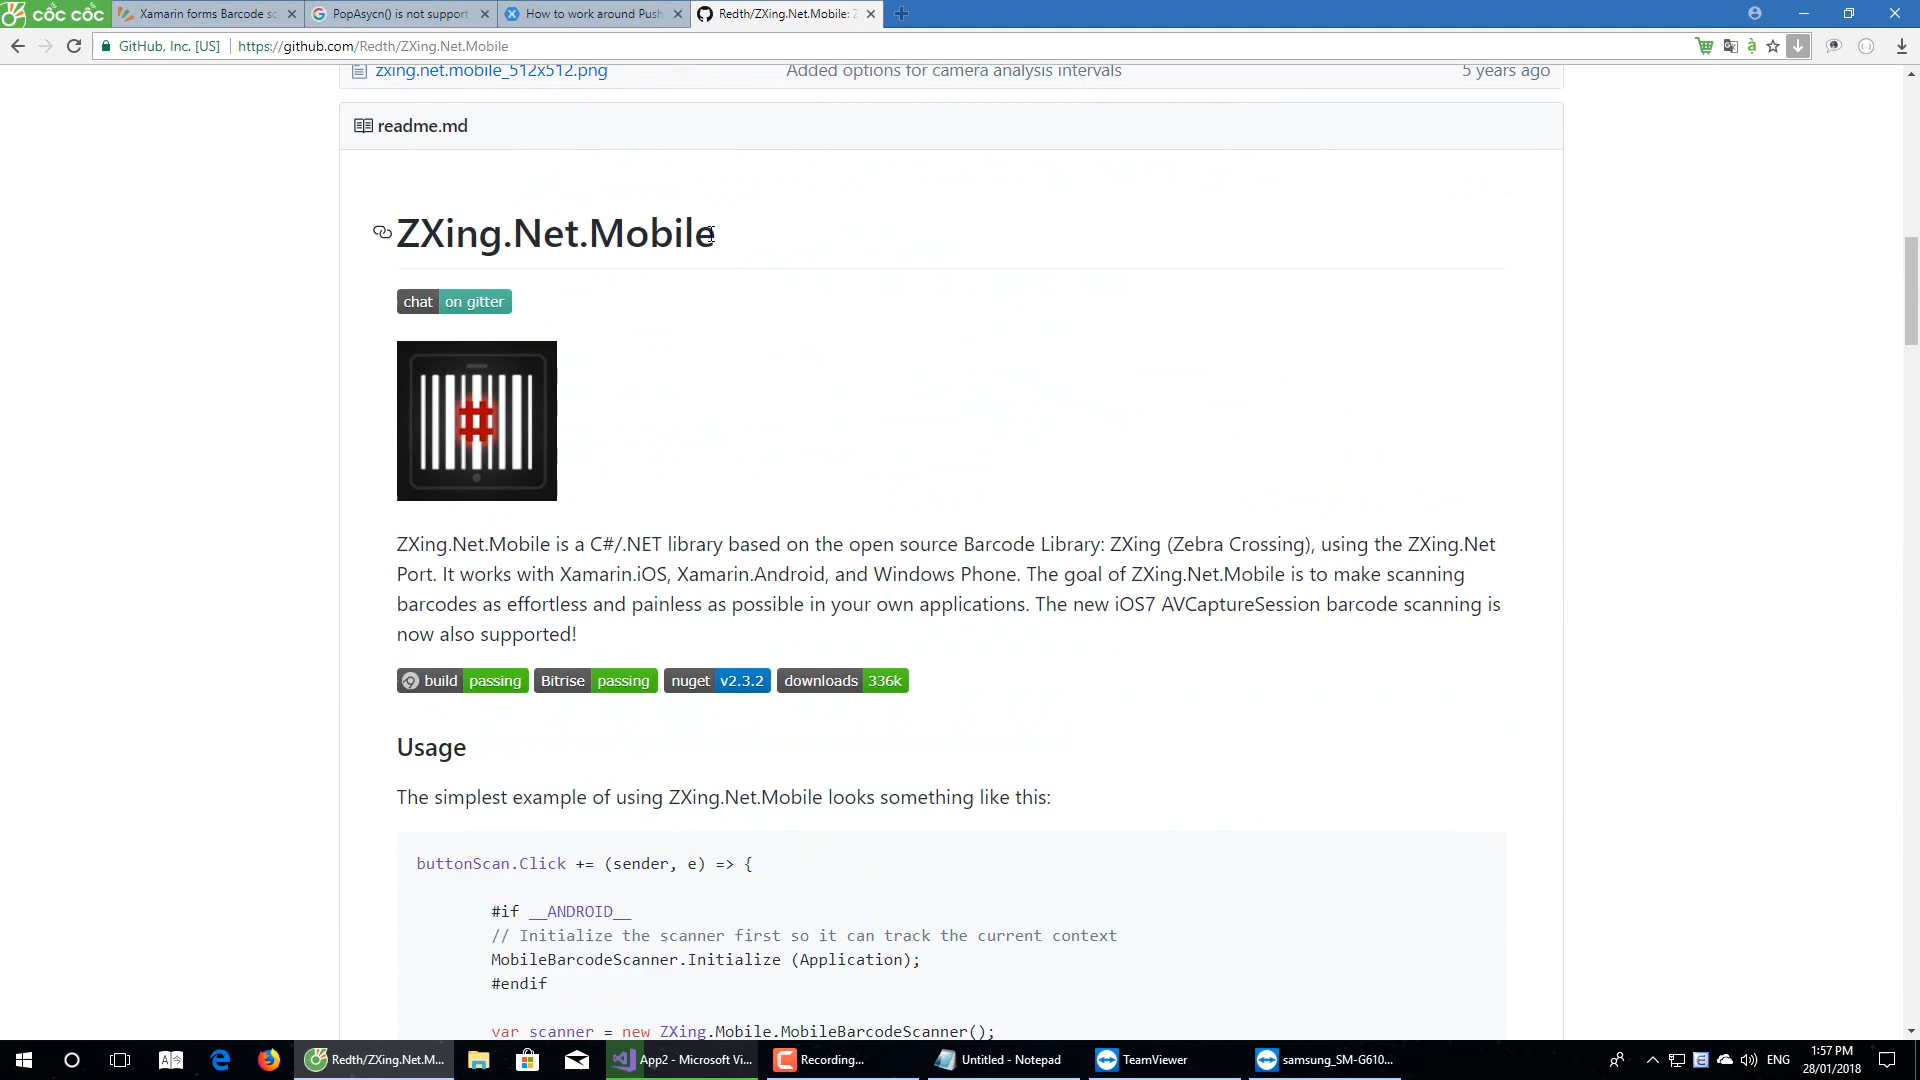 cốc cốc
Xamarin forms Barcode sc
PopAsycn() is not support
How to work around Push
Redth/ZXing.Net.Mobile: Z
GitHub, Inc. [US]
https://github.com/Redth/ZXing.Net.Mobile
zxing.net.mobile_512x512.png
Added options for camera analysis intervals
5 years ago
readme.md
ZXing.Net.Mobile
chat on gitter
ZXing.Net.Mobile is a C#/.NET library based on the open source Barcode Library: ZXing (Zebra Crossing), using the ZXing.Net
Port. It works with Xamarin.iOS, Xamarin.Android, and Windows Phone. The goal of ZXing.Net.Mobile is to make scanning
barcodes as effortless and painless as possible in your own applications. The new iOS7 AVCaptureSession barcode scanning is
now also supported!
build passing Bitrise passing nuget v2.3.2 downloads 336k
Usage
The simplest example of using ZXing.Net.Mobile looks something like this:
buttonScan.Click += (sender, e) => {
#if __ANDROID__
// Initialize the scanner first so it can track the current context
MobileBarcodeScanner.Initialize (Application);
#endif
var scanner = new ZXing.Mobile.MobileBarcodeScanner();
Redth/ZXing.Net.M...
App2 - Microsoft Vi...
Recording...
Untitled - Notepad
TeamViewer
samsung_SM-G610...
ENG
1:57 PM
28/01/2018